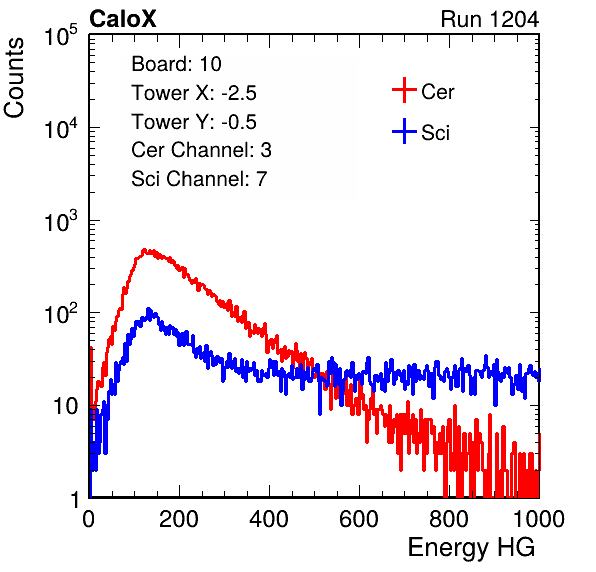 CaloX Run 1204
Counts
10^5
10^4
10^3
10^2
10
1
Board: 10
Tower X: -2.5
Tower Y: -0.5
Cer Channel: 3
Sci Channel: 7
Cer
Sci
0 200 400 600 800 1000
Energy HG